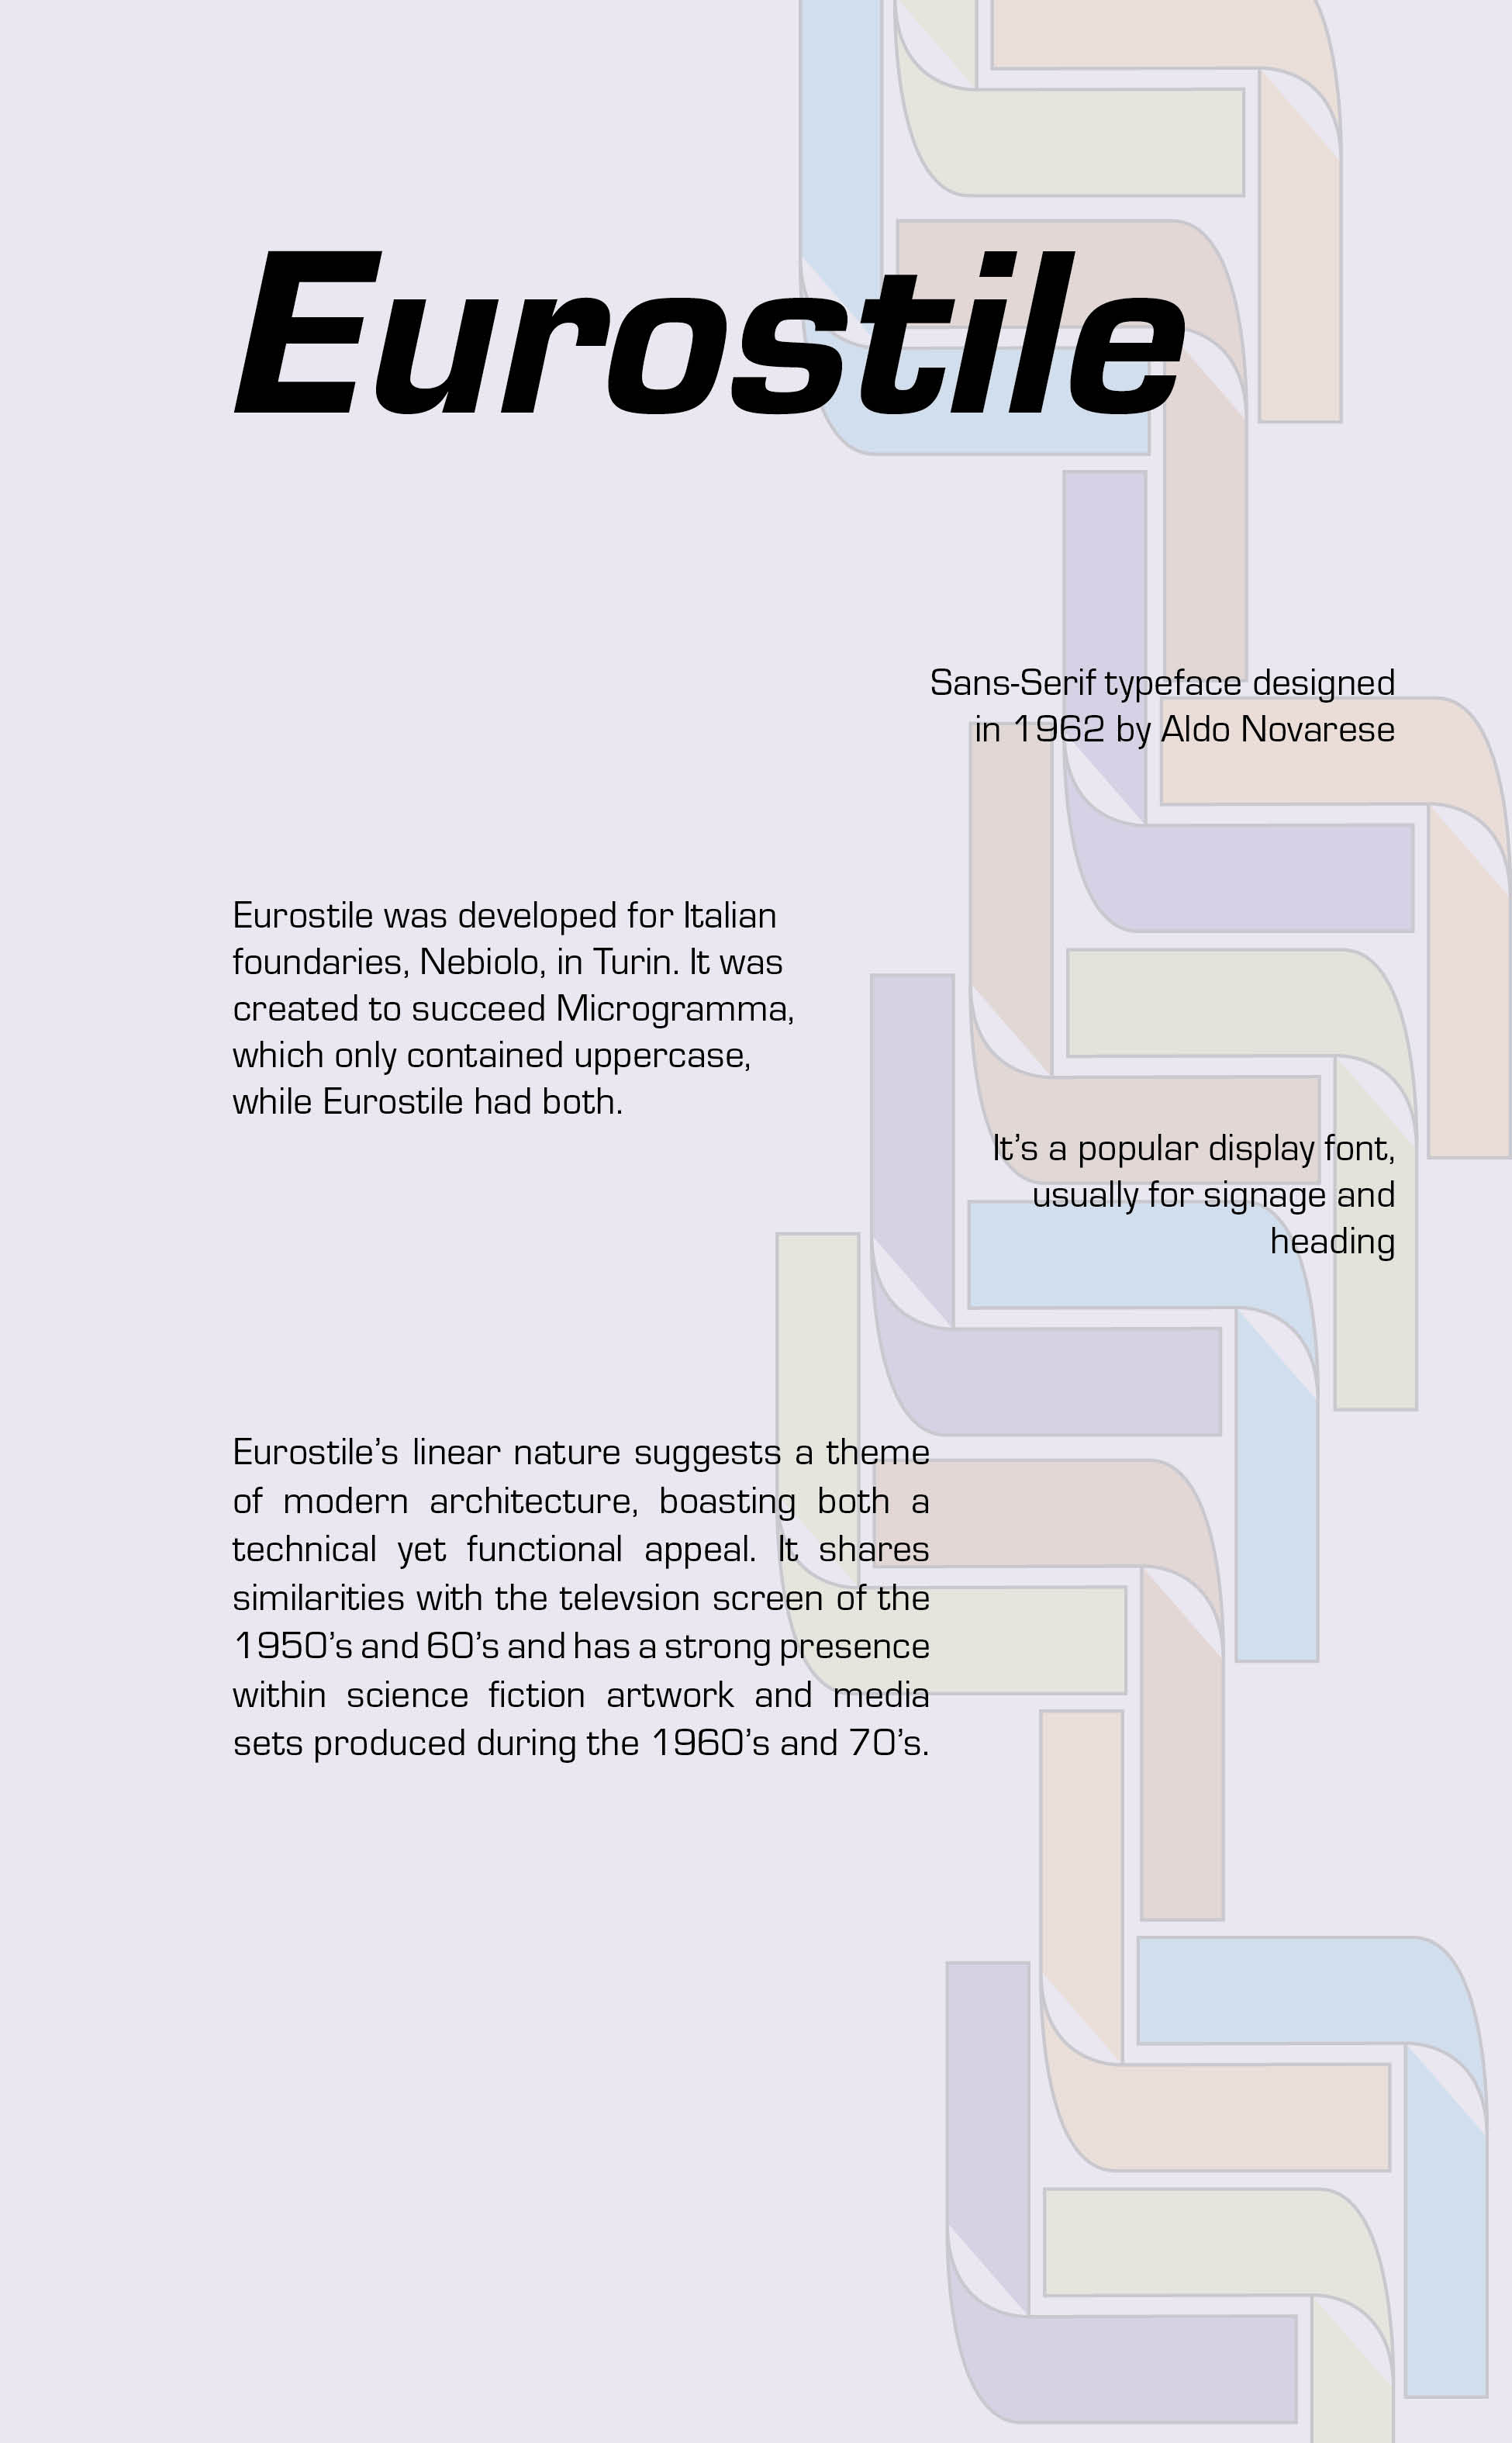 Eurostile
Sans-Serif typeface designed
in 1962 by Aldo Novarese
Eurostile was developed for Italian
foundaries, Nebiolo, in Turin. It was
created to succeed Microgramma,
which only contained uppercase,
while Eurostile had both.
It’s a popular display font,
usually for signage and
heading
Eurostile’s linear nature suggests a theme
of modern architecture, boasting both a
technical yet functional appeal. It shares
similarities with the televsion screen of the
1950’s and 60’s and has a strong presence
within science fiction artwork and media
sets produced during the 1960’s and 70’s.